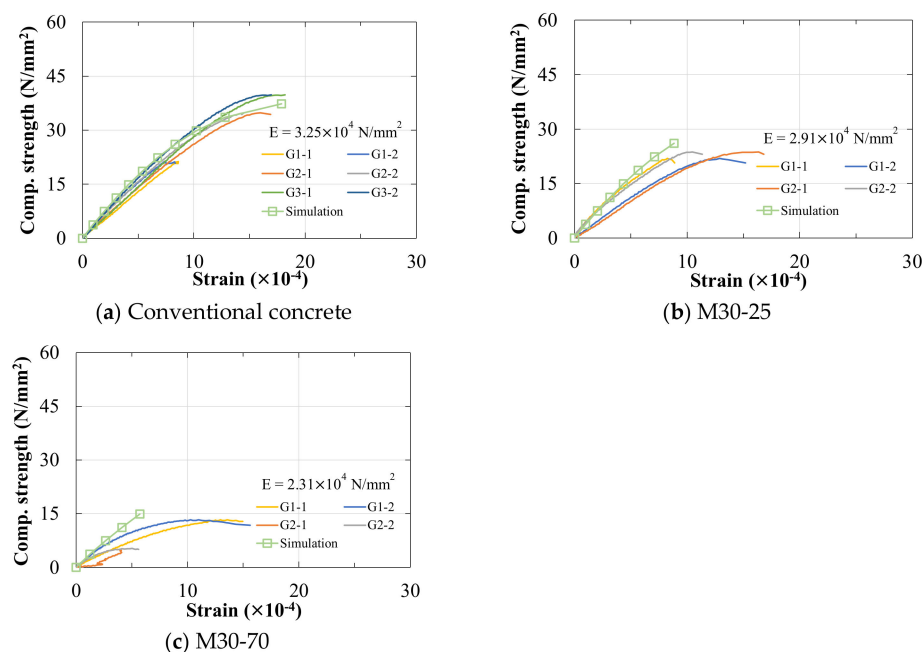 60
45
30
15
0
Comp. strength (N/mm²)
E = 3.25×10⁴ N/mm²
G1-1
G1-2
G2-1
G2-2
G3-1
G3-2
Simulation
0
10
20
30
Strain (×10⁻⁴)
(a) Conventional concrete
60
45
30
15
0
Comp. strength (N/mm²)
E = 2.91×10⁴ N/mm²
G1-1
G1-2
G2-1
G2-2
Simulation
0
10
20
30
Strain (×10⁻⁴)
(b) M30-25
60
45
30
15
0
Comp. strength (N/mm²)
E = 2.31×10⁴ N/mm²
G1-1
G1-2
G2-1
G2-2
Simulation
0
10
20
30
Strain (×10⁻⁴)
(c) M30-70